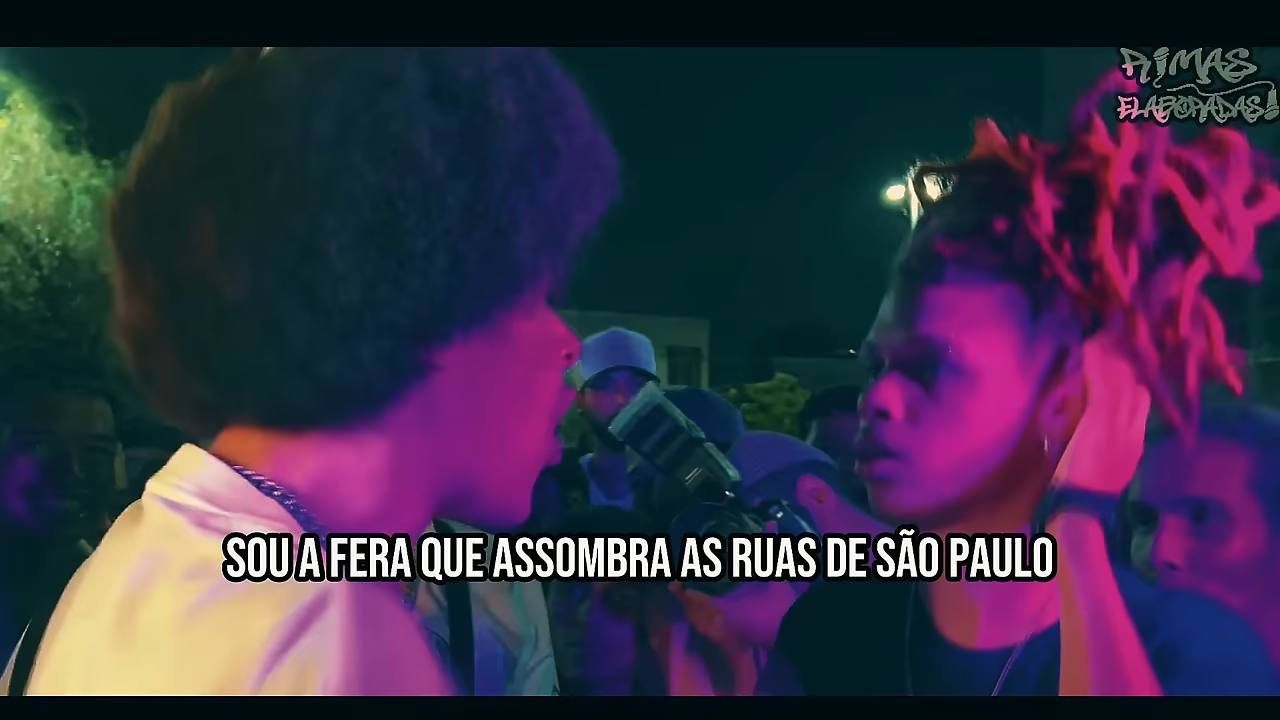 RIMAS
ELABORADAS!
SOU A FERA QUE ASSOMBRA AS RUAS DE SÃO PAULO